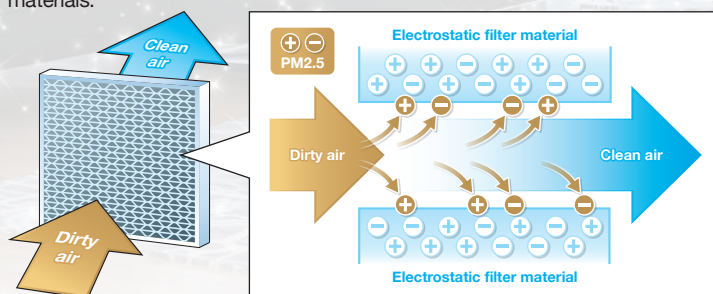 materials.
Clean
air
Dirty
air
⊕ ⊖
PM2.5
Electrostatic filter material
Dirty air
Clean air
Electrostatic filter material